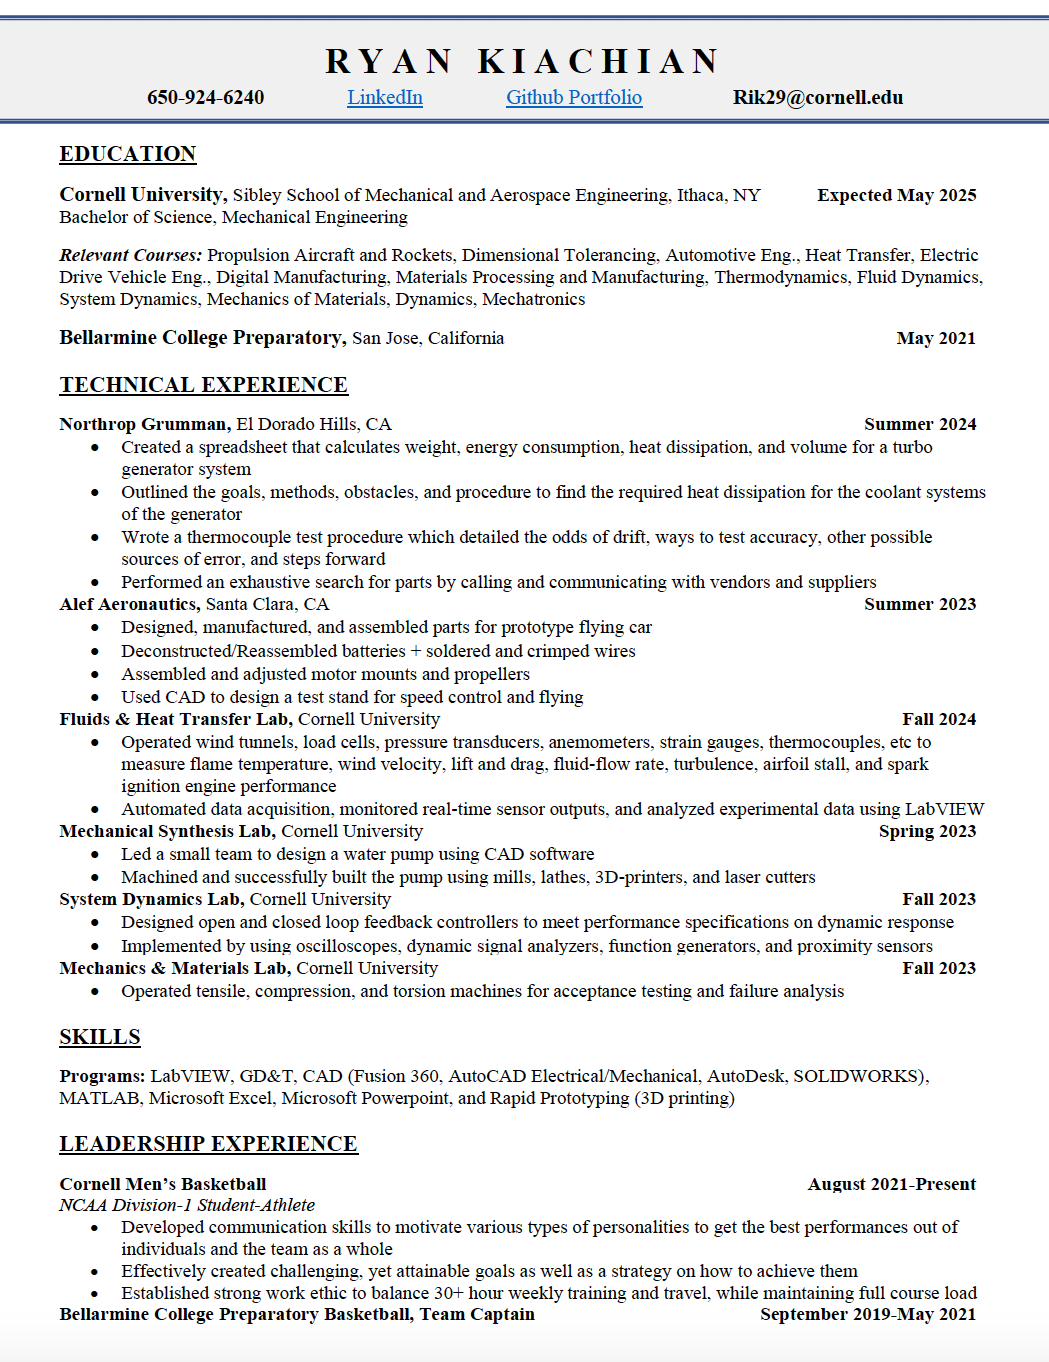 RYAN KIACHIAN
650-924-6240 LinkedIn Github Portfolio Rik29@cornell.edu
EDUCATION
Cornell University, Sibley School of Mechanical and Aerospace Engineering, Ithaca, NY Expected May 2025
Bachelor of Science, Mechanical Engineering
Relevant Courses: Propulsion Aircraft and Rockets, Dimensional Tolerancing, Automotive Eng., Heat Transfer, Electric
Drive Vehicle Eng., Digital Manufacturing, Materials Processing and Manufacturing, Thermodynamics, Fluid Dynamics,
System Dynamics, Mechanics of Materials, Dynamics, Mechatronics
Bellarmine College Preparatory, San Jose, California May 2021
TECHNICAL EXPERIENCE
Northrop Grumman, El Dorado Hills, CA Summer 2024
• Created a spreadsheet that calculates weight, energy consumption, heat dissipation, and volume for a turbo
generator system
• Outlined the goals, methods, obstacles, and procedure to find the required heat dissipation for the coolant systems
of the generator
• Wrote a thermocouple test procedure which detailed the odds of drift, ways to test accuracy, other possible
sources of error, and steps forward
• Performed an exhaustive search for parts by calling and communicating with vendors and suppliers
Alef Aeronautics, Santa Clara, CA Summer 2023
• Designed, manufactured, and assembled parts for prototype flying car
• Deconstructed/Reassembled batteries + soldered and crimped wires
• Assembled and adjusted motor mounts and propellers
• Used CAD to design a test stand for speed control and flying
Fluids & Heat Transfer Lab, Cornell University Fall 2024
• Operated wind tunnels, load cells, pressure transducers, anemometers, strain gauges, thermocouples, etc to
measure flame temperature, wind velocity, lift and drag, fluid-flow rate, turbulence, airfoil stall, and spark
ignition engine performance
• Automated data acquisition, monitored real-time sensor outputs, and analyzed experimental data using LabVIEW
Mechanical Synthesis Lab, Cornell University Spring 2023
• Led a small team to design a water pump using CAD software
• Machined and successfully built the pump using mills, lathes, 3D-printers, and laser cutters
System Dynamics Lab, Cornell University Fall 2023
• Designed open and closed loop feedback controllers to meet performance specifications on dynamic response
• Implemented by using oscilloscopes, dynamic signal analyzers, function generators, and proximity sensors
Mechanics & Materials Lab, Cornell University Fall 2023
• Operated tensile, compression, and torsion machines for acceptance testing and failure analysis
SKILLS
Programs: LabVIEW, GD&T, CAD (Fusion 360, AutoCAD Electrical/Mechanical, AutoDesk, SOLIDWORKS),
MATLAB, Microsoft Excel, Microsoft Powerpoint, and Rapid Prototyping (3D printing)
LEADERSHIP EXPERIENCE
Cornell Men's Basketball August 2021-Present
NCAA Division-1 Student-Athlete
• Developed communication skills to motivate various types of personalities to get the best performances out of
individuals and the team as a whole
• Effectively created challenging, yet attainable goals as well as a strategy on how to achieve them
• Established strong work ethic to balance 30+ hour weekly training and travel, while maintaining full course load
Bellarmine College Preparatory Basketball, Team Captain September 2019-May 2021